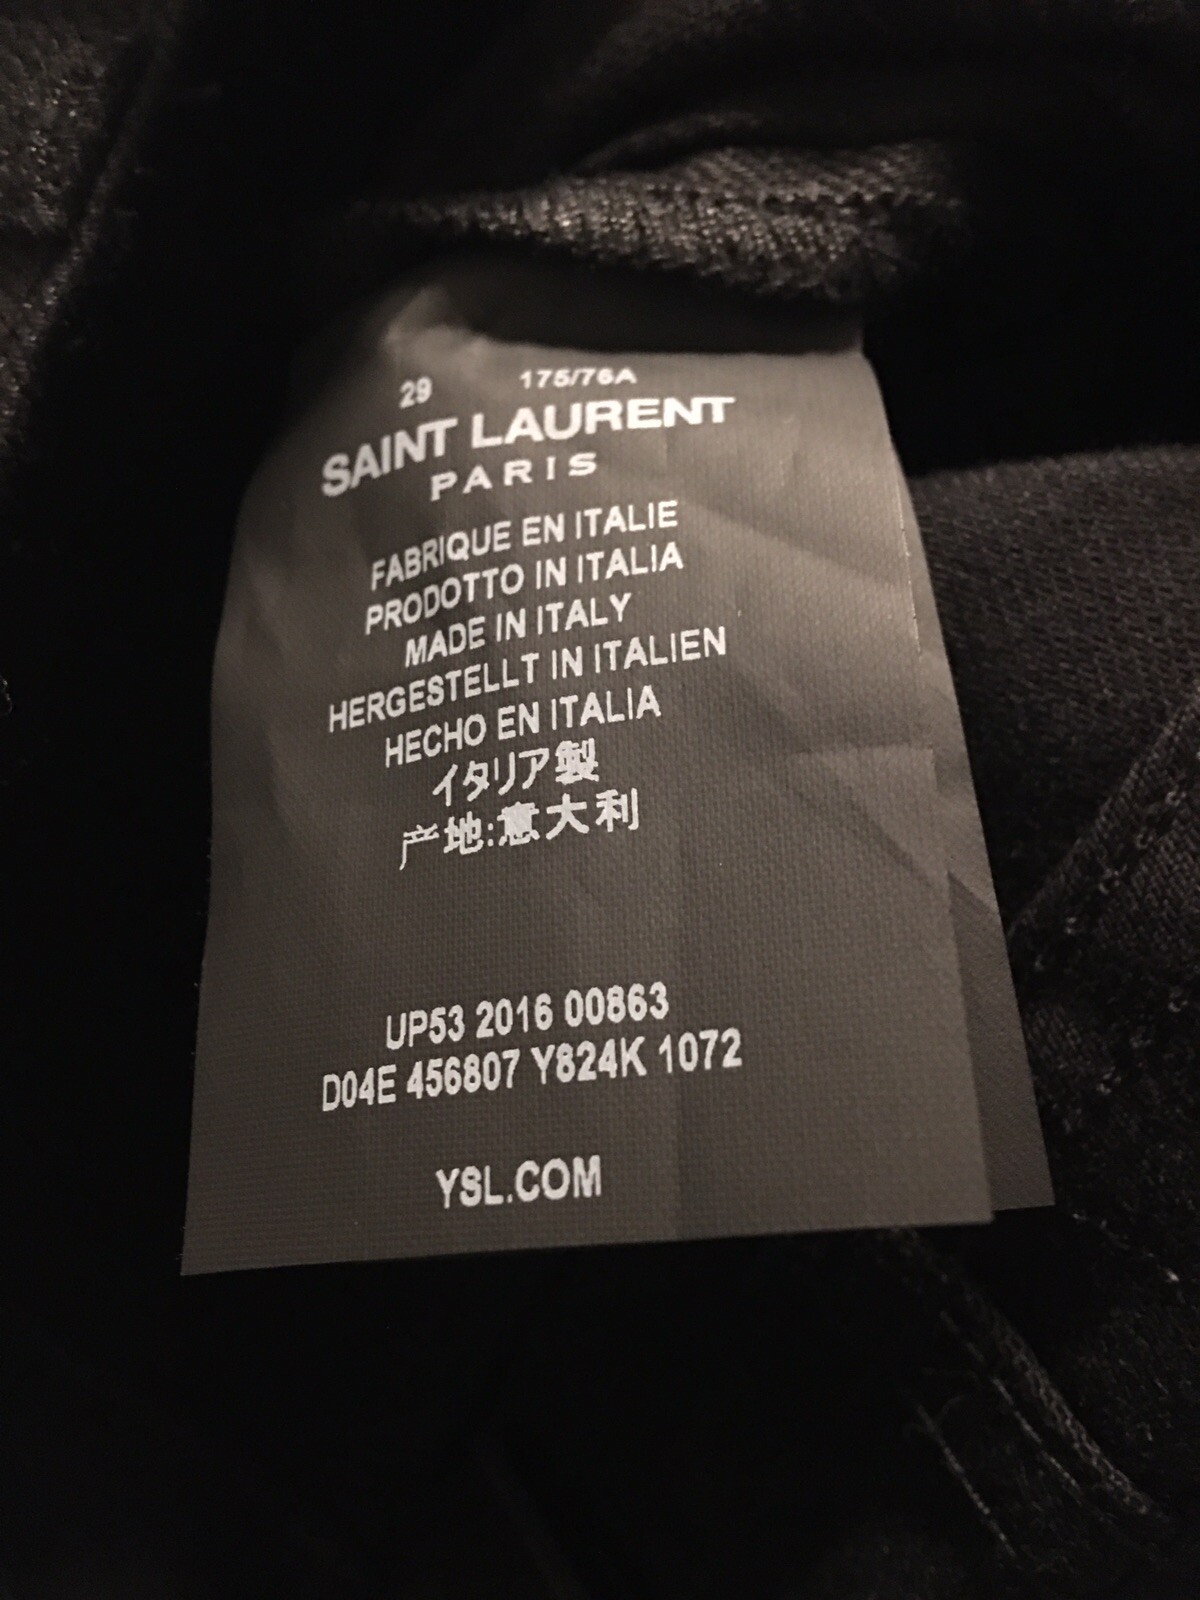 29 175/76A
SAINT LAURENT
PARIS
FABRIQUE EN ITALIE
PRODOTTO IN ITALIA
MADE IN ITALY
HERGESTELLT IN ITALIEN
HECHO EN ITALIA
イタリア製
产地:意大利
UP53 2016 00863
D04E 456807 Y824K 1072
YSL.COM